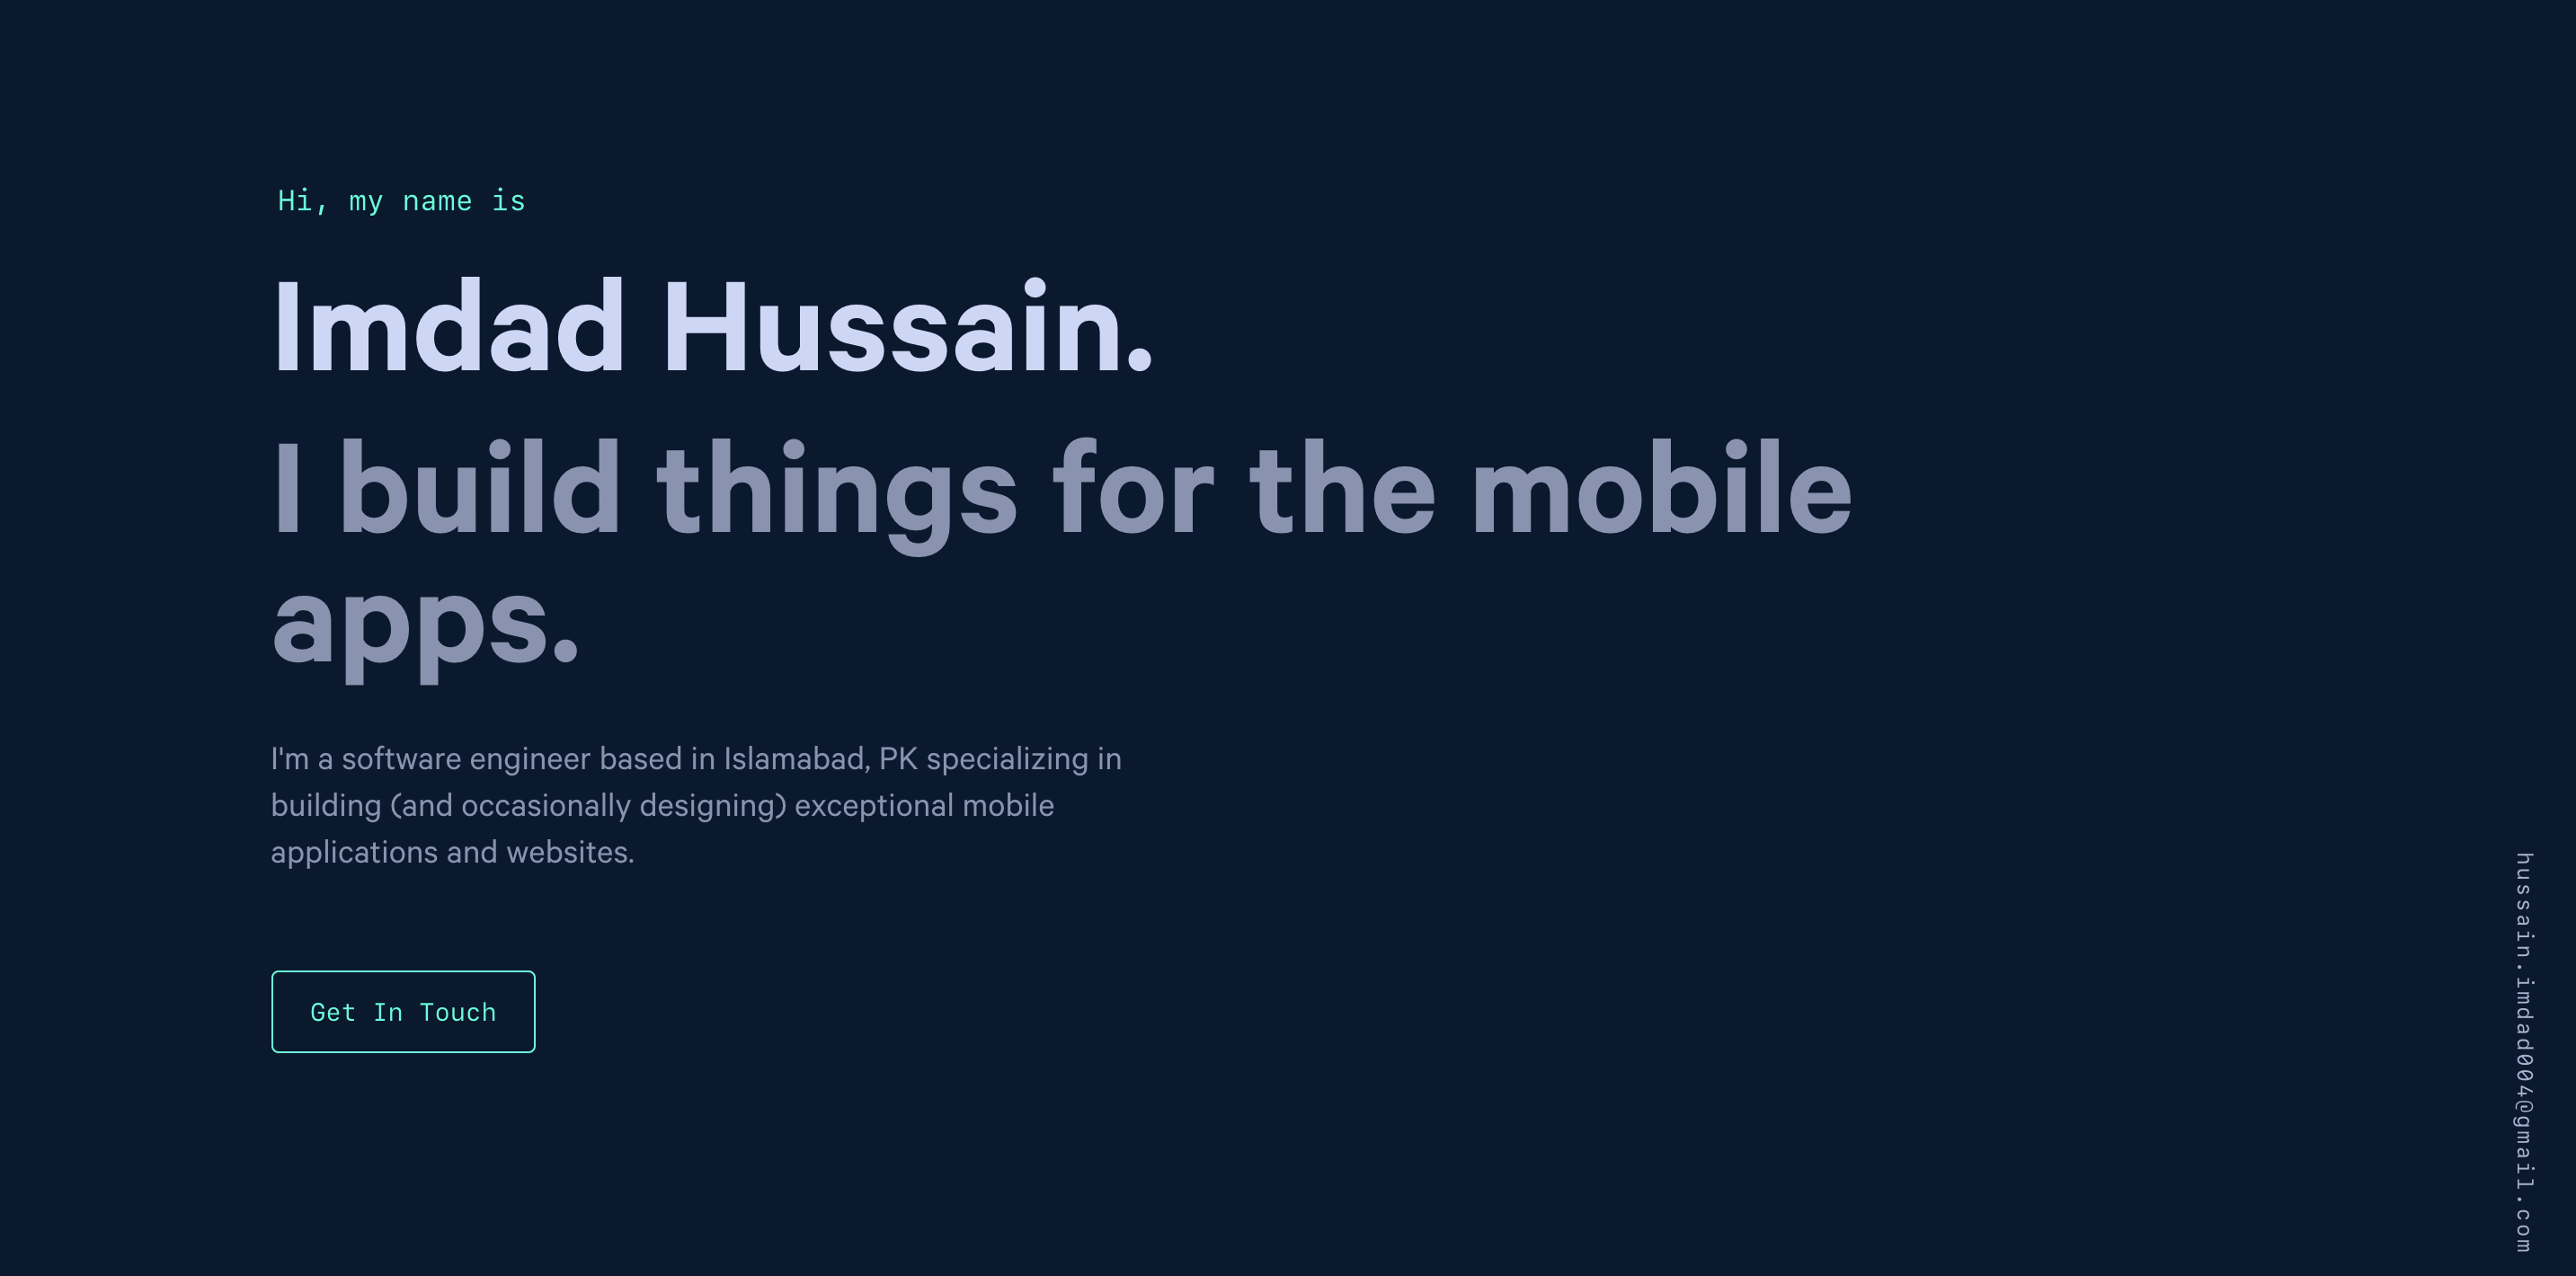 Hi, my name is
Imdad Hussain.
I build things for the mobile
apps.
I'm a software engineer based in Islamabad, PK specializing in
building (and occasionally designing) exceptional mobile
applications and websites.
Get In Touch
hussain.imdad004@gmail.com